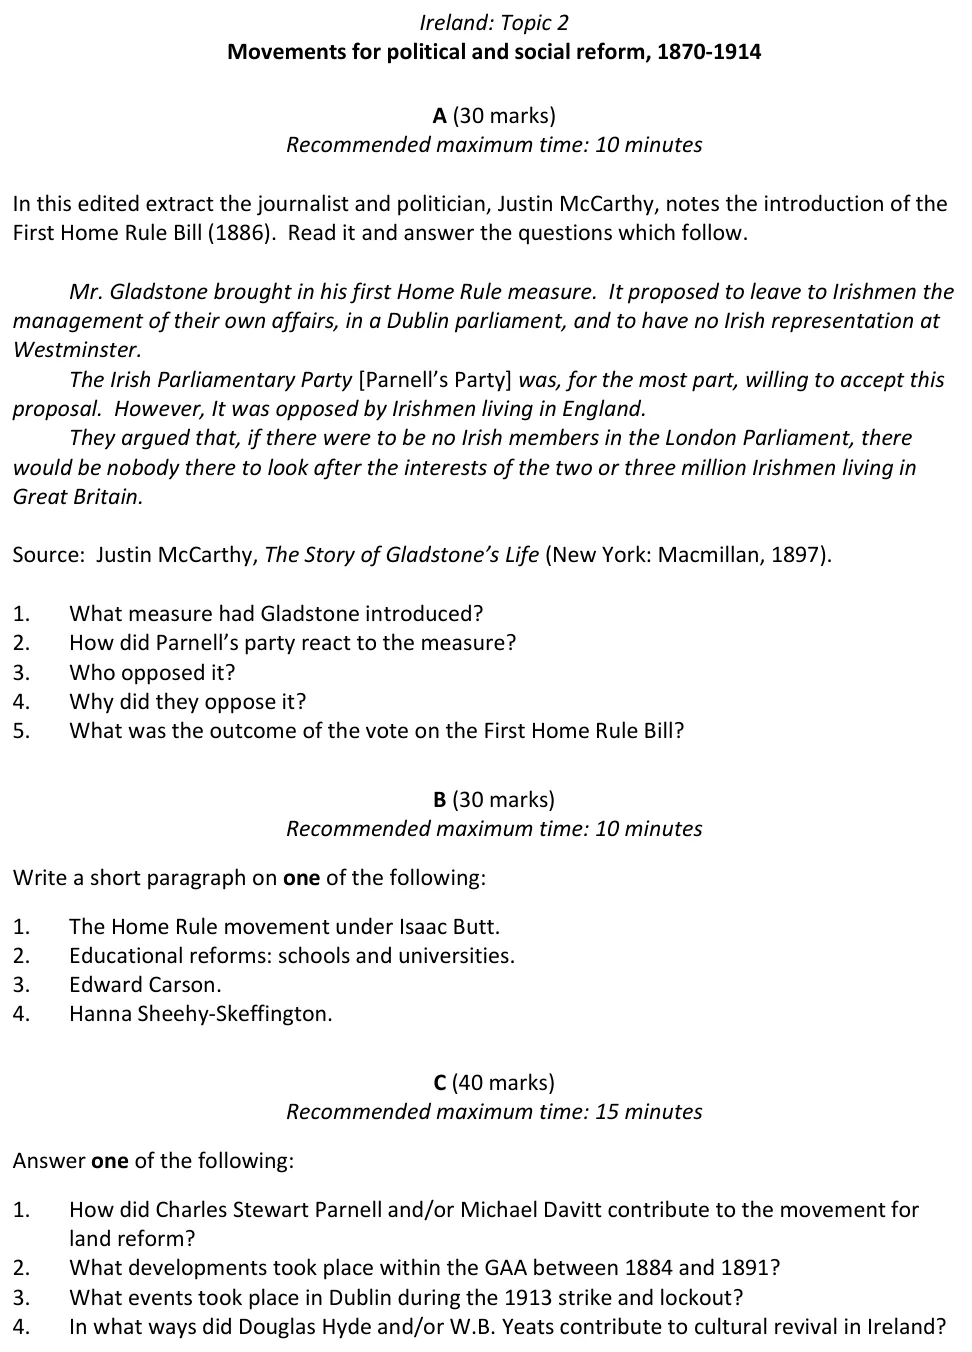 Ireland: Topic 2
Movements for political and social reform, 1870-1914
A (30 marks)
Recommended maximum time: 10 minutes
In this edited extract the journalist and politician, Justin McCarthy, notes the introduction of the
First Home Rule Bill (1886).  Read it and answer the questions which follow.
Mr. Gladstone brought in his first Home Rule measure.  It proposed to leave to Irishmen the
management of their own affairs, in a Dublin parliament, and to have no Irish representation at
Westminster.
The Irish Parliamentary Party [Parnell’s Party] was, for the most part, willing to accept this
proposal.  However, It was opposed by Irishmen living in England.
They argued that, if there were to be no Irish members in the London Parliament, there
would be nobody there to look after the interests of the two or three million Irishmen living in
Great Britain.
Source:  Justin McCarthy, The Story of Gladstone’s Life (New York: Macmillan, 1897).
1. What measure had Gladstone introduced?
2. How did Parnell’s party react to the measure?
3. Who opposed it?
4. Why did they oppose it?
5. What was the outcome of the vote on the First Home Rule Bill?
B (30 marks)
Recommended maximum time: 10 minutes
Write a short paragraph on one of the following:
1. The Home Rule movement under Isaac Butt.
2. Educational reforms: schools and universities.
3. Edward Carson.
4. Hanna Sheehy-Skeffington.
C (40 marks)
Recommended maximum time: 15 minutes
Answer one of the following:
1. How did Charles Stewart Parnell and/or Michael Davitt contribute to the movement for
land reform?
2. What developments took place within the GAA between 1884 and 1891?
3. What events took place in Dublin during the 1913 strike and lockout?
4. In what ways did Douglas Hyde and/or W.B. Yeats contribute to cultural revival in Ireland?